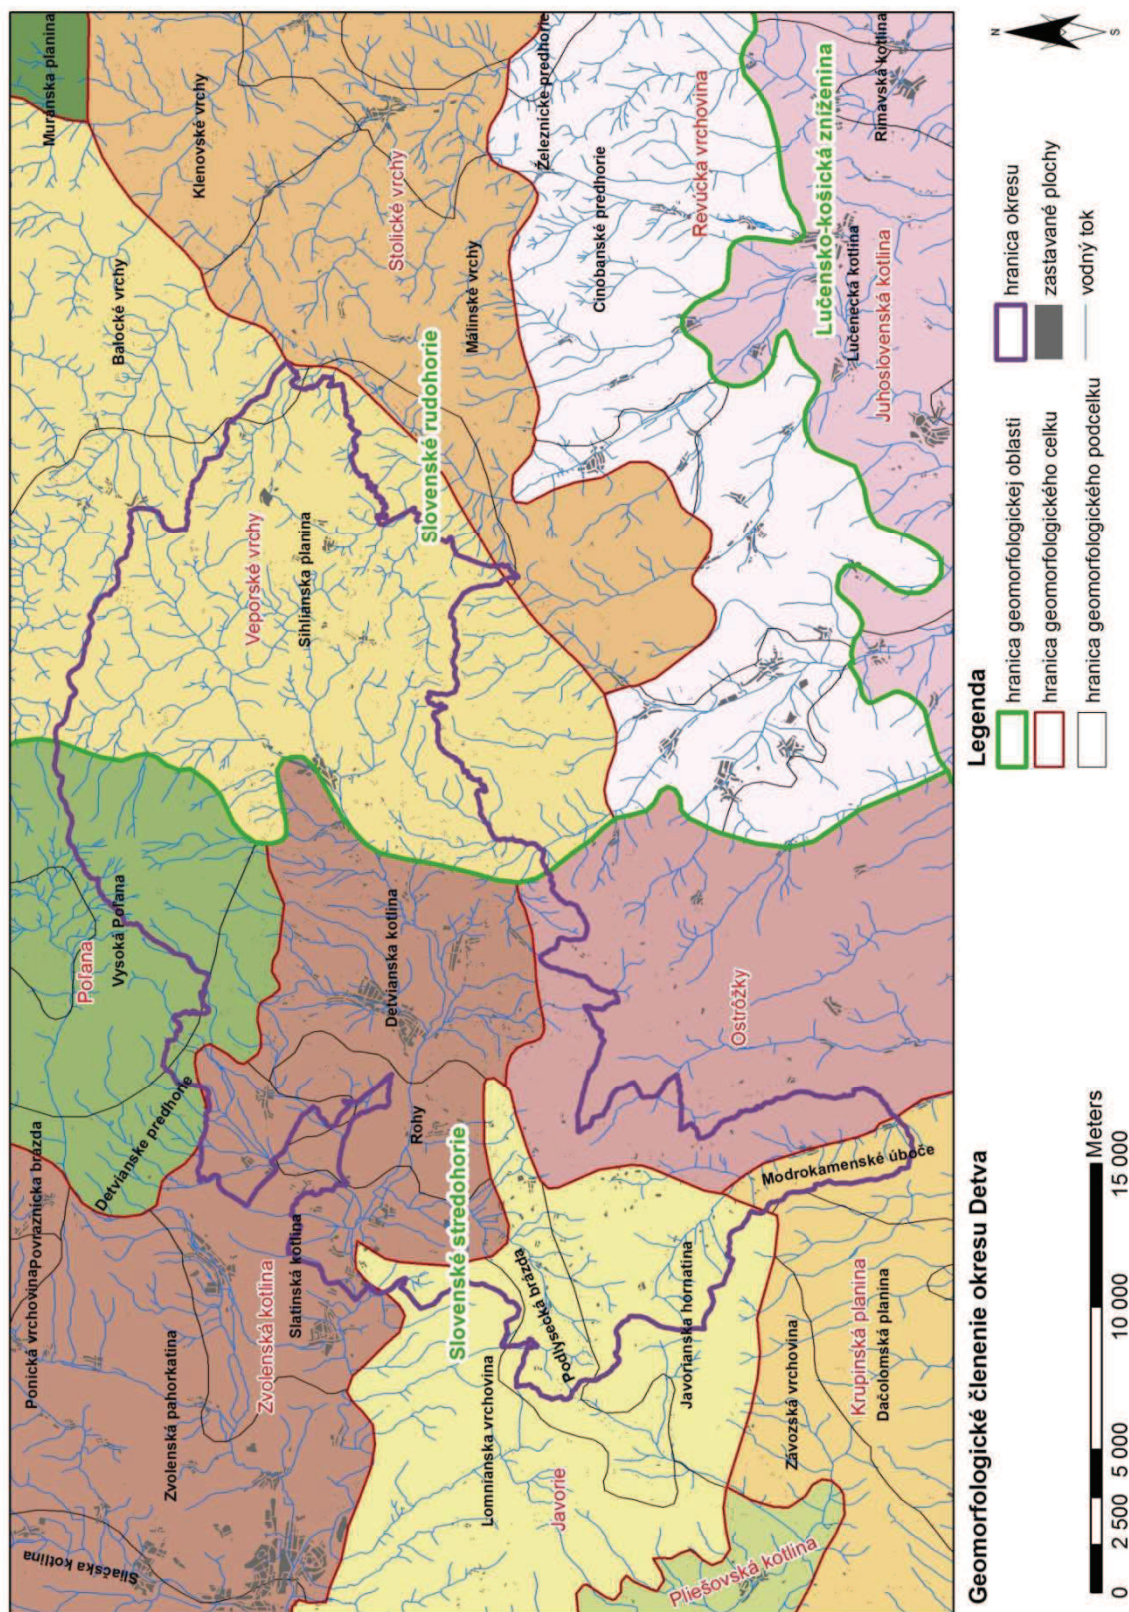 Ponická vrchovina
Povraznícka brázda
Muránska planina
Sliačska kotlina
Poľana
Vysoká Poľana
Balocké vrchy
Detvianske predhorie
Zvolenská pahorkatina
Klenovské vrchy
Zvolenská kotlina
Veporské vrchy
Slatinská kotlina
Sihlianska planina
Detvianska kotlina
Stolické vrchy
Rohy
Slovenské stredohorie
Slovenské rudohorie
Málinské vrchy
Lomnianska vrchovina
Podlysecká brázda
Železnícke predhorie
Javorie
Cinobanské predhorie
Javorianska hornatina
Revúcka vrchovina
Pliešovská kotlina
Ostrôžky
Závozská vrchovina
Modrokamenské úboče
Lučensko-košická zníženina
Krupinská planina
Lučenecká kotlina
Dačolomská planina
Juhoslovenská kotlina
Rimavská kotlina
Geomorfologické členenie okresu Detva
0 2 500 5 000 10 000 15 000
Meters
Legenda
hranica geomorfologickej oblasti
hranica geomorfologického celku
hranica geomorfologického podcelku
hranica okresu
zastavané plochy
vodný tok
N
S